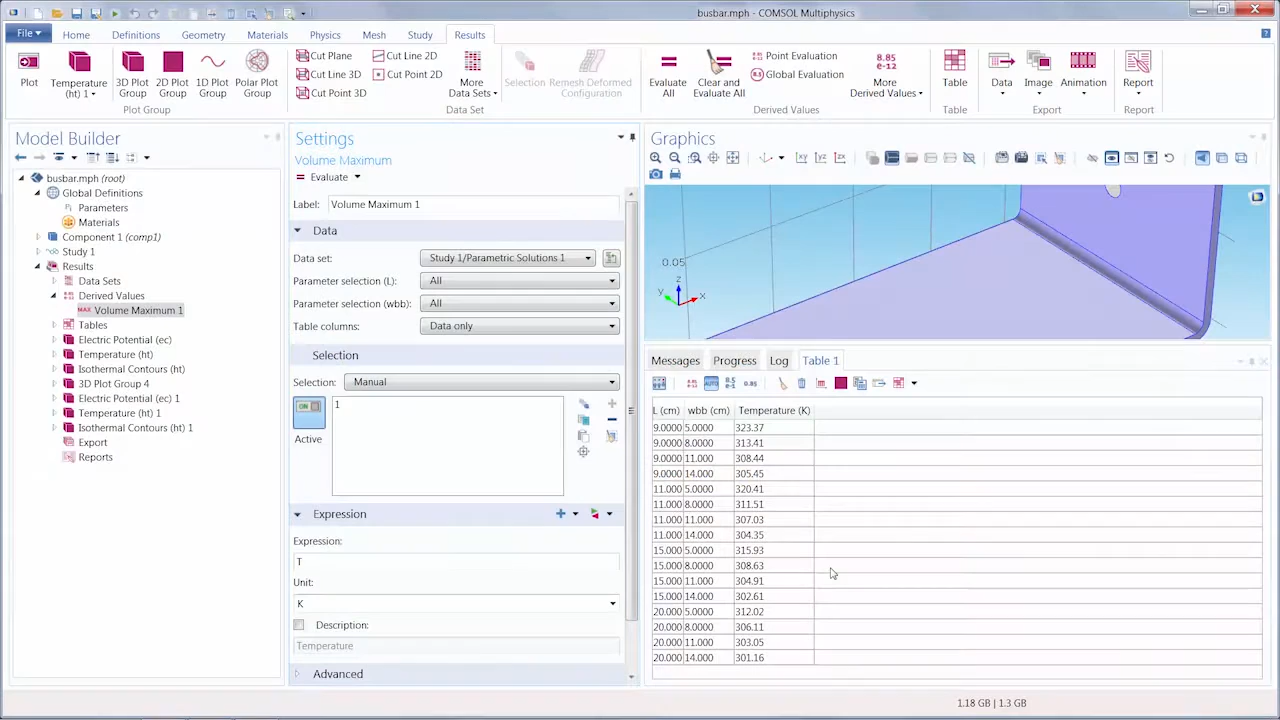 busbar.mph - COMSOL Multiphysics
File
Home
Definitions
Geometry
Materials
Physics
Mesh
Study
Results
Plot
Temperature
(ht) 1
3D Plot
Group
2D Plot
Group
1D Plot
Group
Polar Plot
Group
Plot Group
Cut Plane
Cut Line 3D
Cut Point 3D
Cut Line 2D
Cut Point 2D
More
Data Sets
Data Set
Selection
Remesh Deformed
Configuration
Evaluate
All
Clear and
Evaluate All
Point Evaluation
Global Evaluation
8.85
e-12
More
Derived Values
Derived Values
Table
Table
Data
Image
Animation
Export
Report
Report
Model Builder
busbar.mph (root)
Global Definitions
Parameters
Materials
Component 1 (comp1)
Study 1
Results
Data Sets
Derived Values
MAX Volume Maximum 1
Tables
Electric Potential (ec)
Temperature (ht)
Isothermal Contours (ht)
3D Plot Group 4
Electric Potential (ec) 1
Temperature (ht) 1
Isothermal Contours (ht) 1
Export
Reports
Settings
Volume Maximum
= Evaluate
Label: Volume Maximum 1
Data
Data set: Study 1/Parametric Solutions 1
Parameter selection (L): All
Parameter selection (wbb): All
Table columns: Data only
Selection
Selection: Manual
ON
Active
1
Expression
Expression:
T
Unit:
K
Description:
Temperature
Advanced
Graphics
0.05
z
y
x
Messages
Progress
Log
Table 1
L (cm) wbb (cm) Temperature (K)
9.0000 5.0000 323.37
9.0000 8.0000 313.41
9.0000 11.000 308.44
9.0000 14.000 305.45
11.000 5.0000 320.41
11.000 8.0000 311.51
11.000 11.000 307.03
11.000 14.000 304.35
15.000 5.0000 315.93
15.000 8.0000 308.63
15.000 11.000 304.91
15.000 14.000 302.61
20.000 5.0000 312.02
20.000 8.0000 306.11
20.000 11.000 303.05
20.000 14.000 301.16
1.18 GB | 1.3 GB